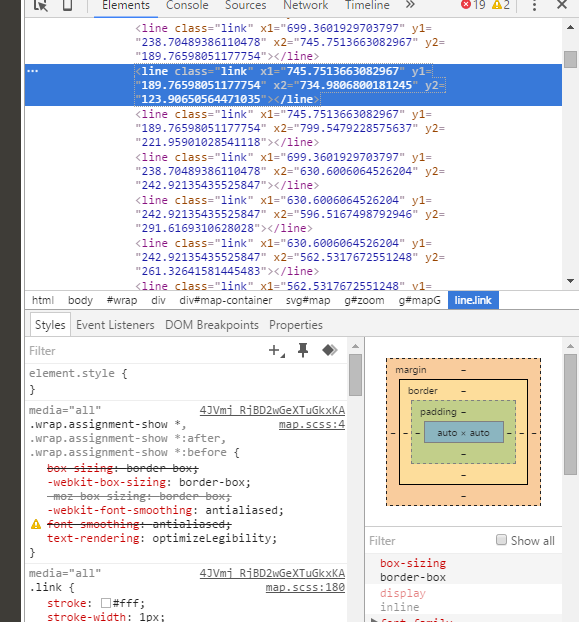 Elements Console Sources Network Timeline » 19 2
<line class="link" x1="699.3601929703797" y1=
"238.70489386110478" x2="745.7513663082967" y2=
"189.76598051177754"></line>
<line class="link" x1="745.7513663082967" y1=
"189.76598051177754" x2="734.9806800181245" y2=
"123.90650564471035"></line>
<line class="link" x1="745.7513663082967" y1=
"189.76598051177754" x2="799.5479228575637" y2=
"221.95901028541118"></line>
<line class="link" x1="699.3601929703797" y1=
"238.70489386110478" x2="630.6006064526204" y2=
"242.92135435525847"></line>
<line class="link" x1="630.6006064526204" y1=
"242.92135435525847" x2="596.5167498792946" y2=
"291.6169310628028"></line>
<line class="link" x1="630.6006064526204" y1=
"242.92135435525847" x2="562.5317672551248" y2=
"261.32641581445483"></line>
<line class="link" x1="562.5317672551248" y1=
html body #wrap div div#map-container svg#map g#zoom g#mapG line.link
Styles Event Listeners DOM Breakpoints Properties
Filter
element.style {
}
media="all" 4JVmj_RjBD2wGeXTuGkxKA
.wrap.assignment-show *, map.scss:4
.wrap.assignment-show *:after,
.wrap.assignment-show *:before {
box-sizing: border-box;
-webkit-box-sizing: border-box;
-moz-box-sizing: border-box;
-webkit-font-smoothing: antialiased;
font-smoothing: antialiased;
text-rendering: optimizeLegibility;
}
media="all" 4JVmj_RjBD2wGeXTuGkxKA
.link { map.scss:180
stroke: #fff;
stroke-width: 1px;
margin –
border –
padding –
– – – auto × auto – – –
–
–
–
Filter Show all
box-sizing
border-box
display
inline
font-family